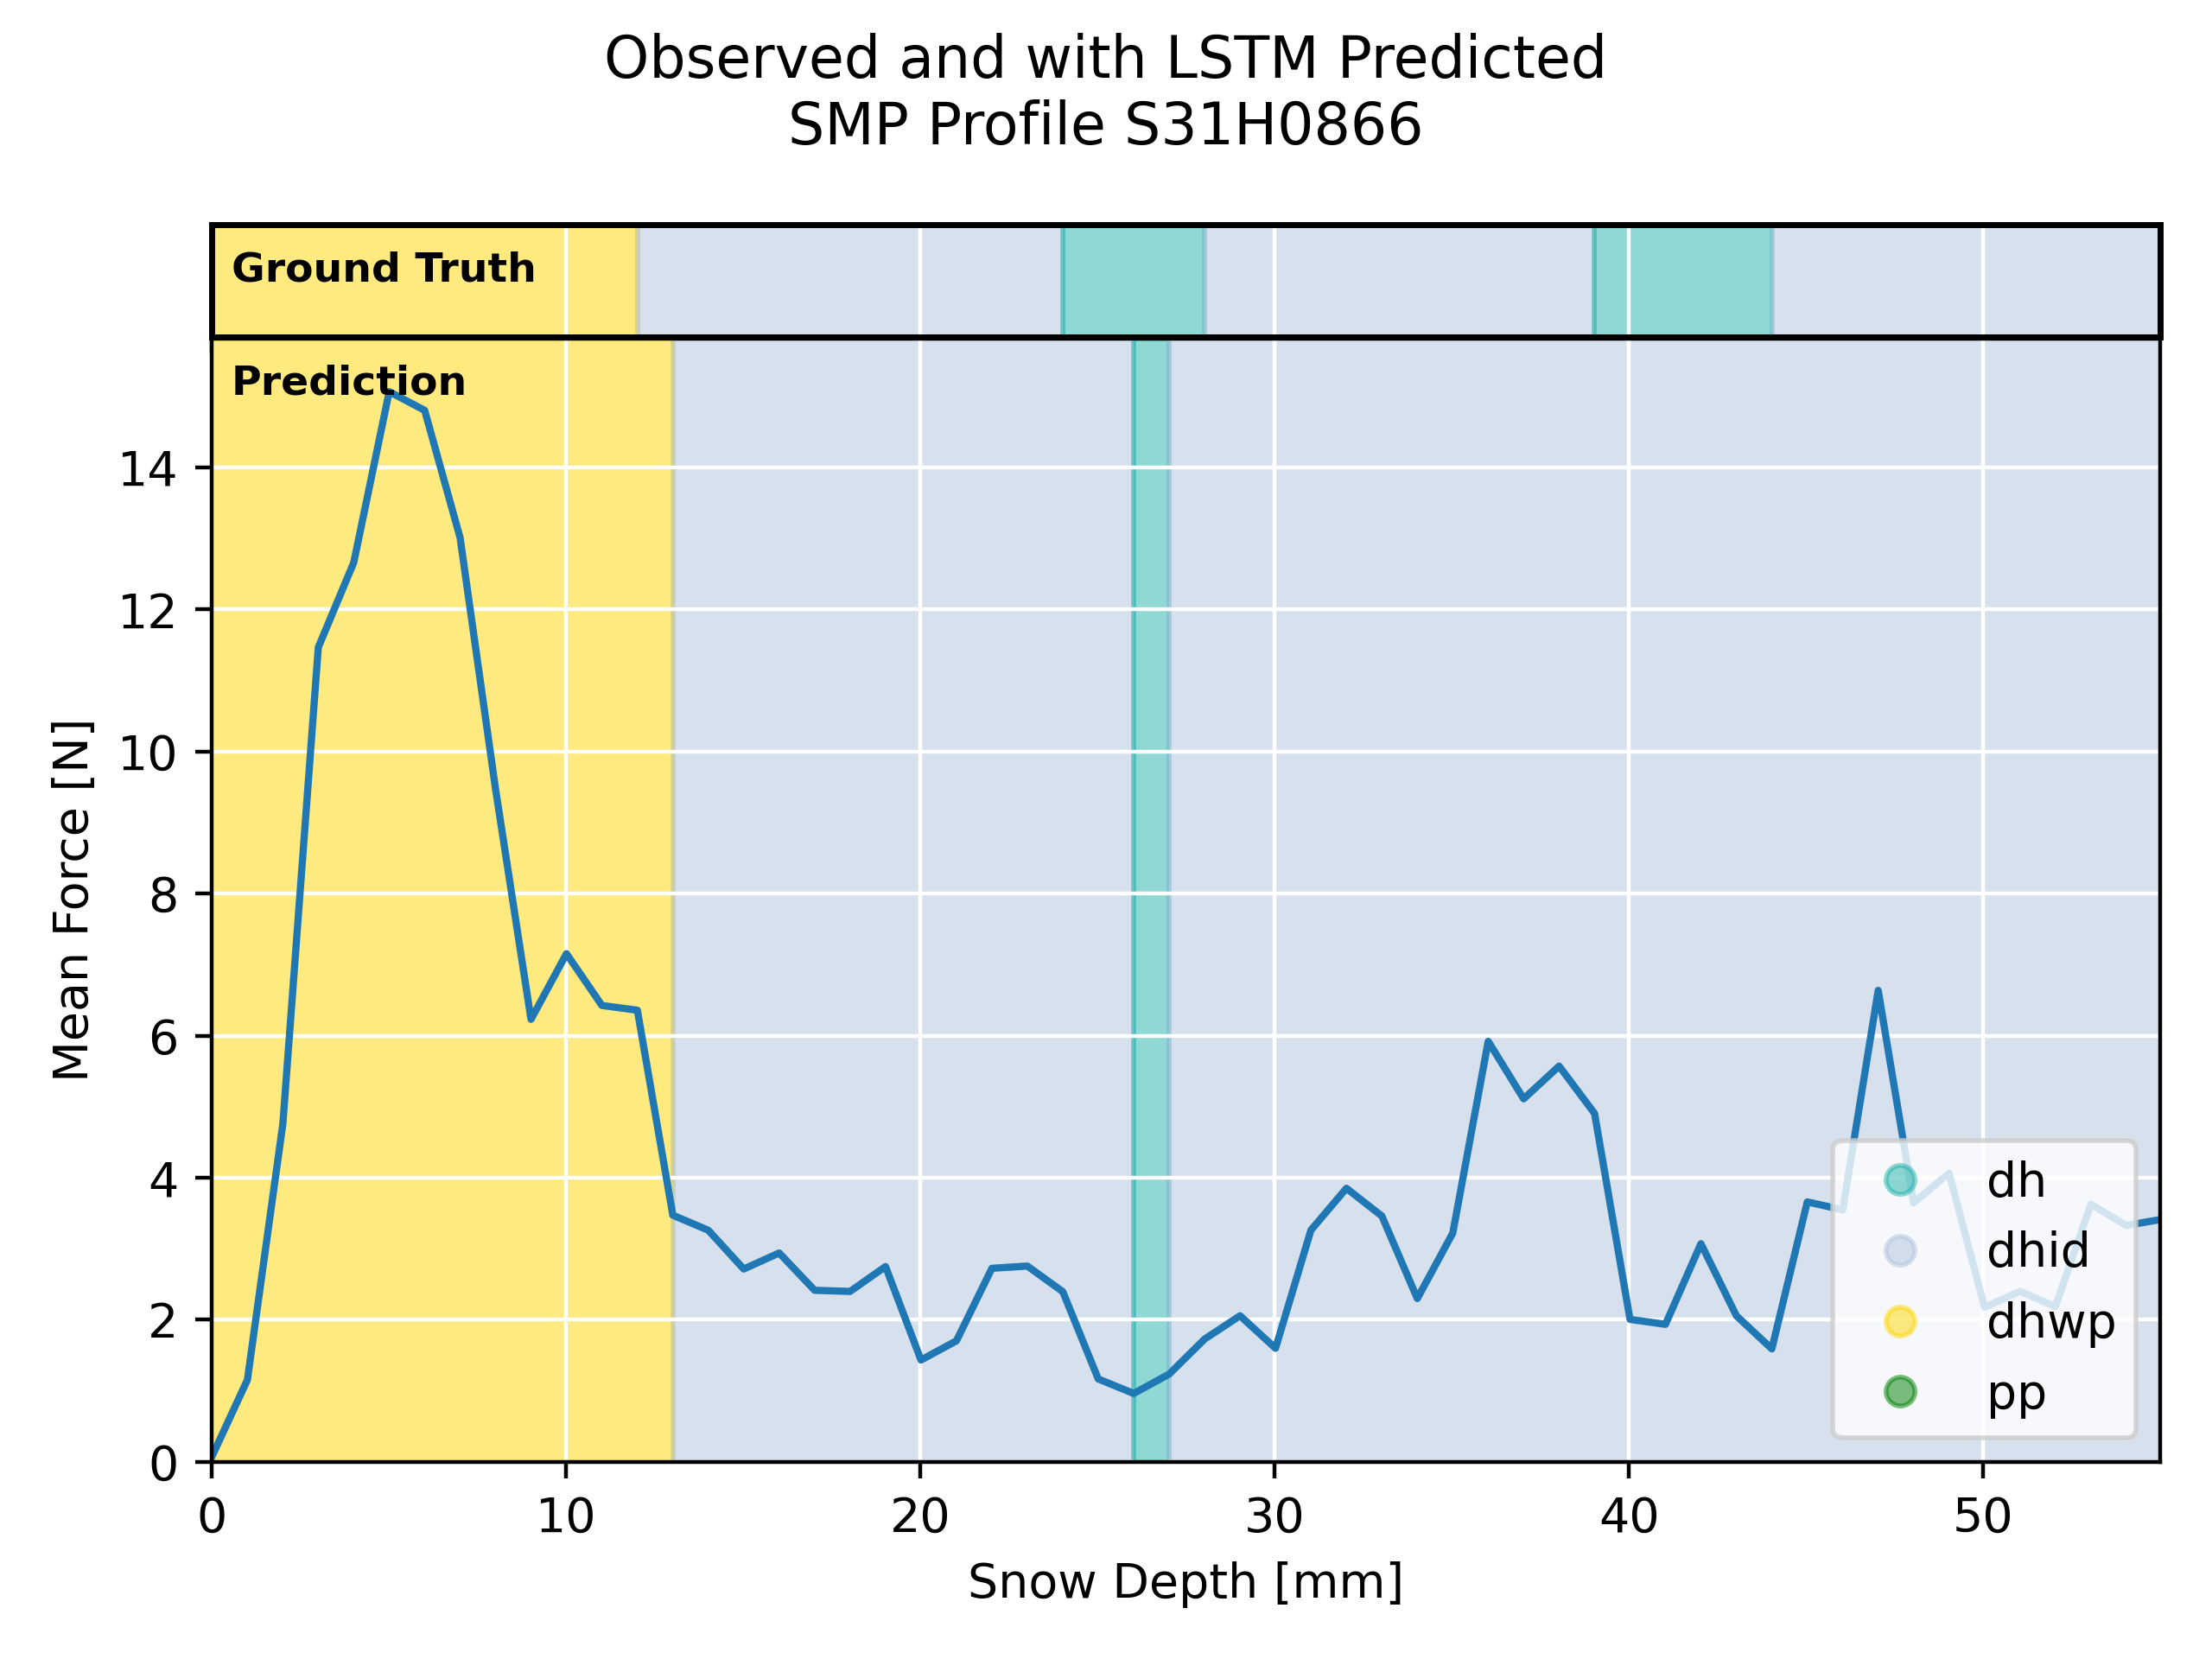 Observed and with LSTM Predicted
SMP Profile S31H0866
Ground Truth
Prediction
14
12
10
8
6
4
2
0
Mean Force [N]
dh
dhid
dhwp
pp
0 10 20 30 40 50
Snow Depth [mm]